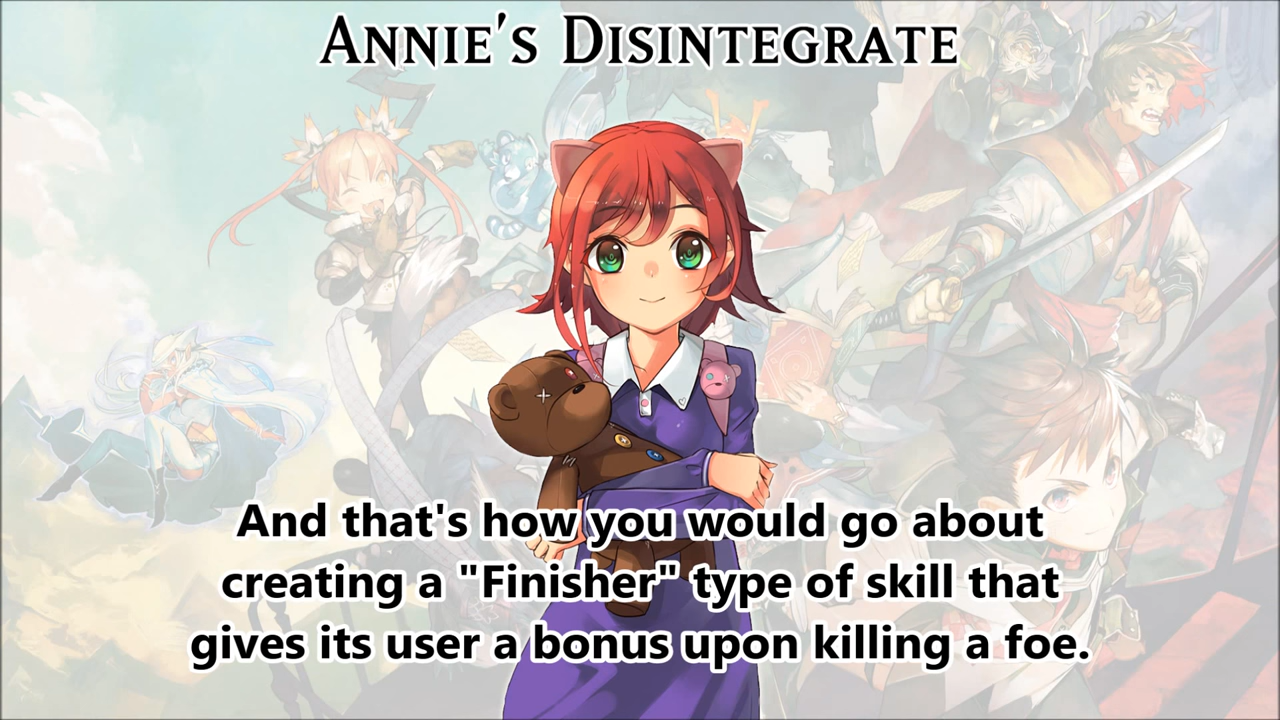 Annie's Disintegrate
And that's how you would go about
creating a "Finisher" type of skill that
gives its user a bonus upon killing a foe.